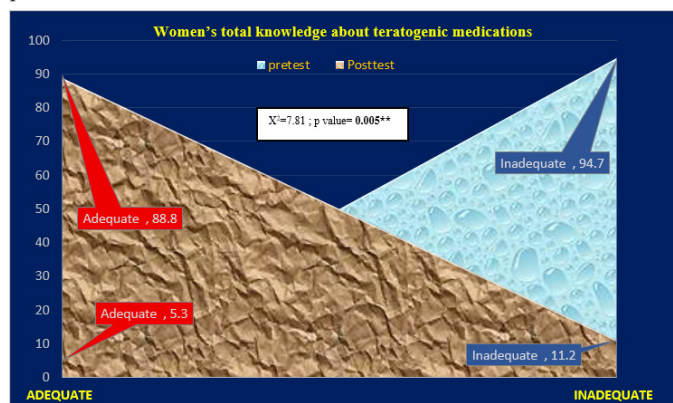 Women's total knowledge about teratogenic medications
pretest Posttest
X²=7.81 ; p value= 0.005**
100
90
80
70
60
50
40
30
20
10
0
Inadequate , 94.7
Adequate , 88.8
Adequate , 5.3
Inadequate , 11.2
ADEQUATE INADEQUATE